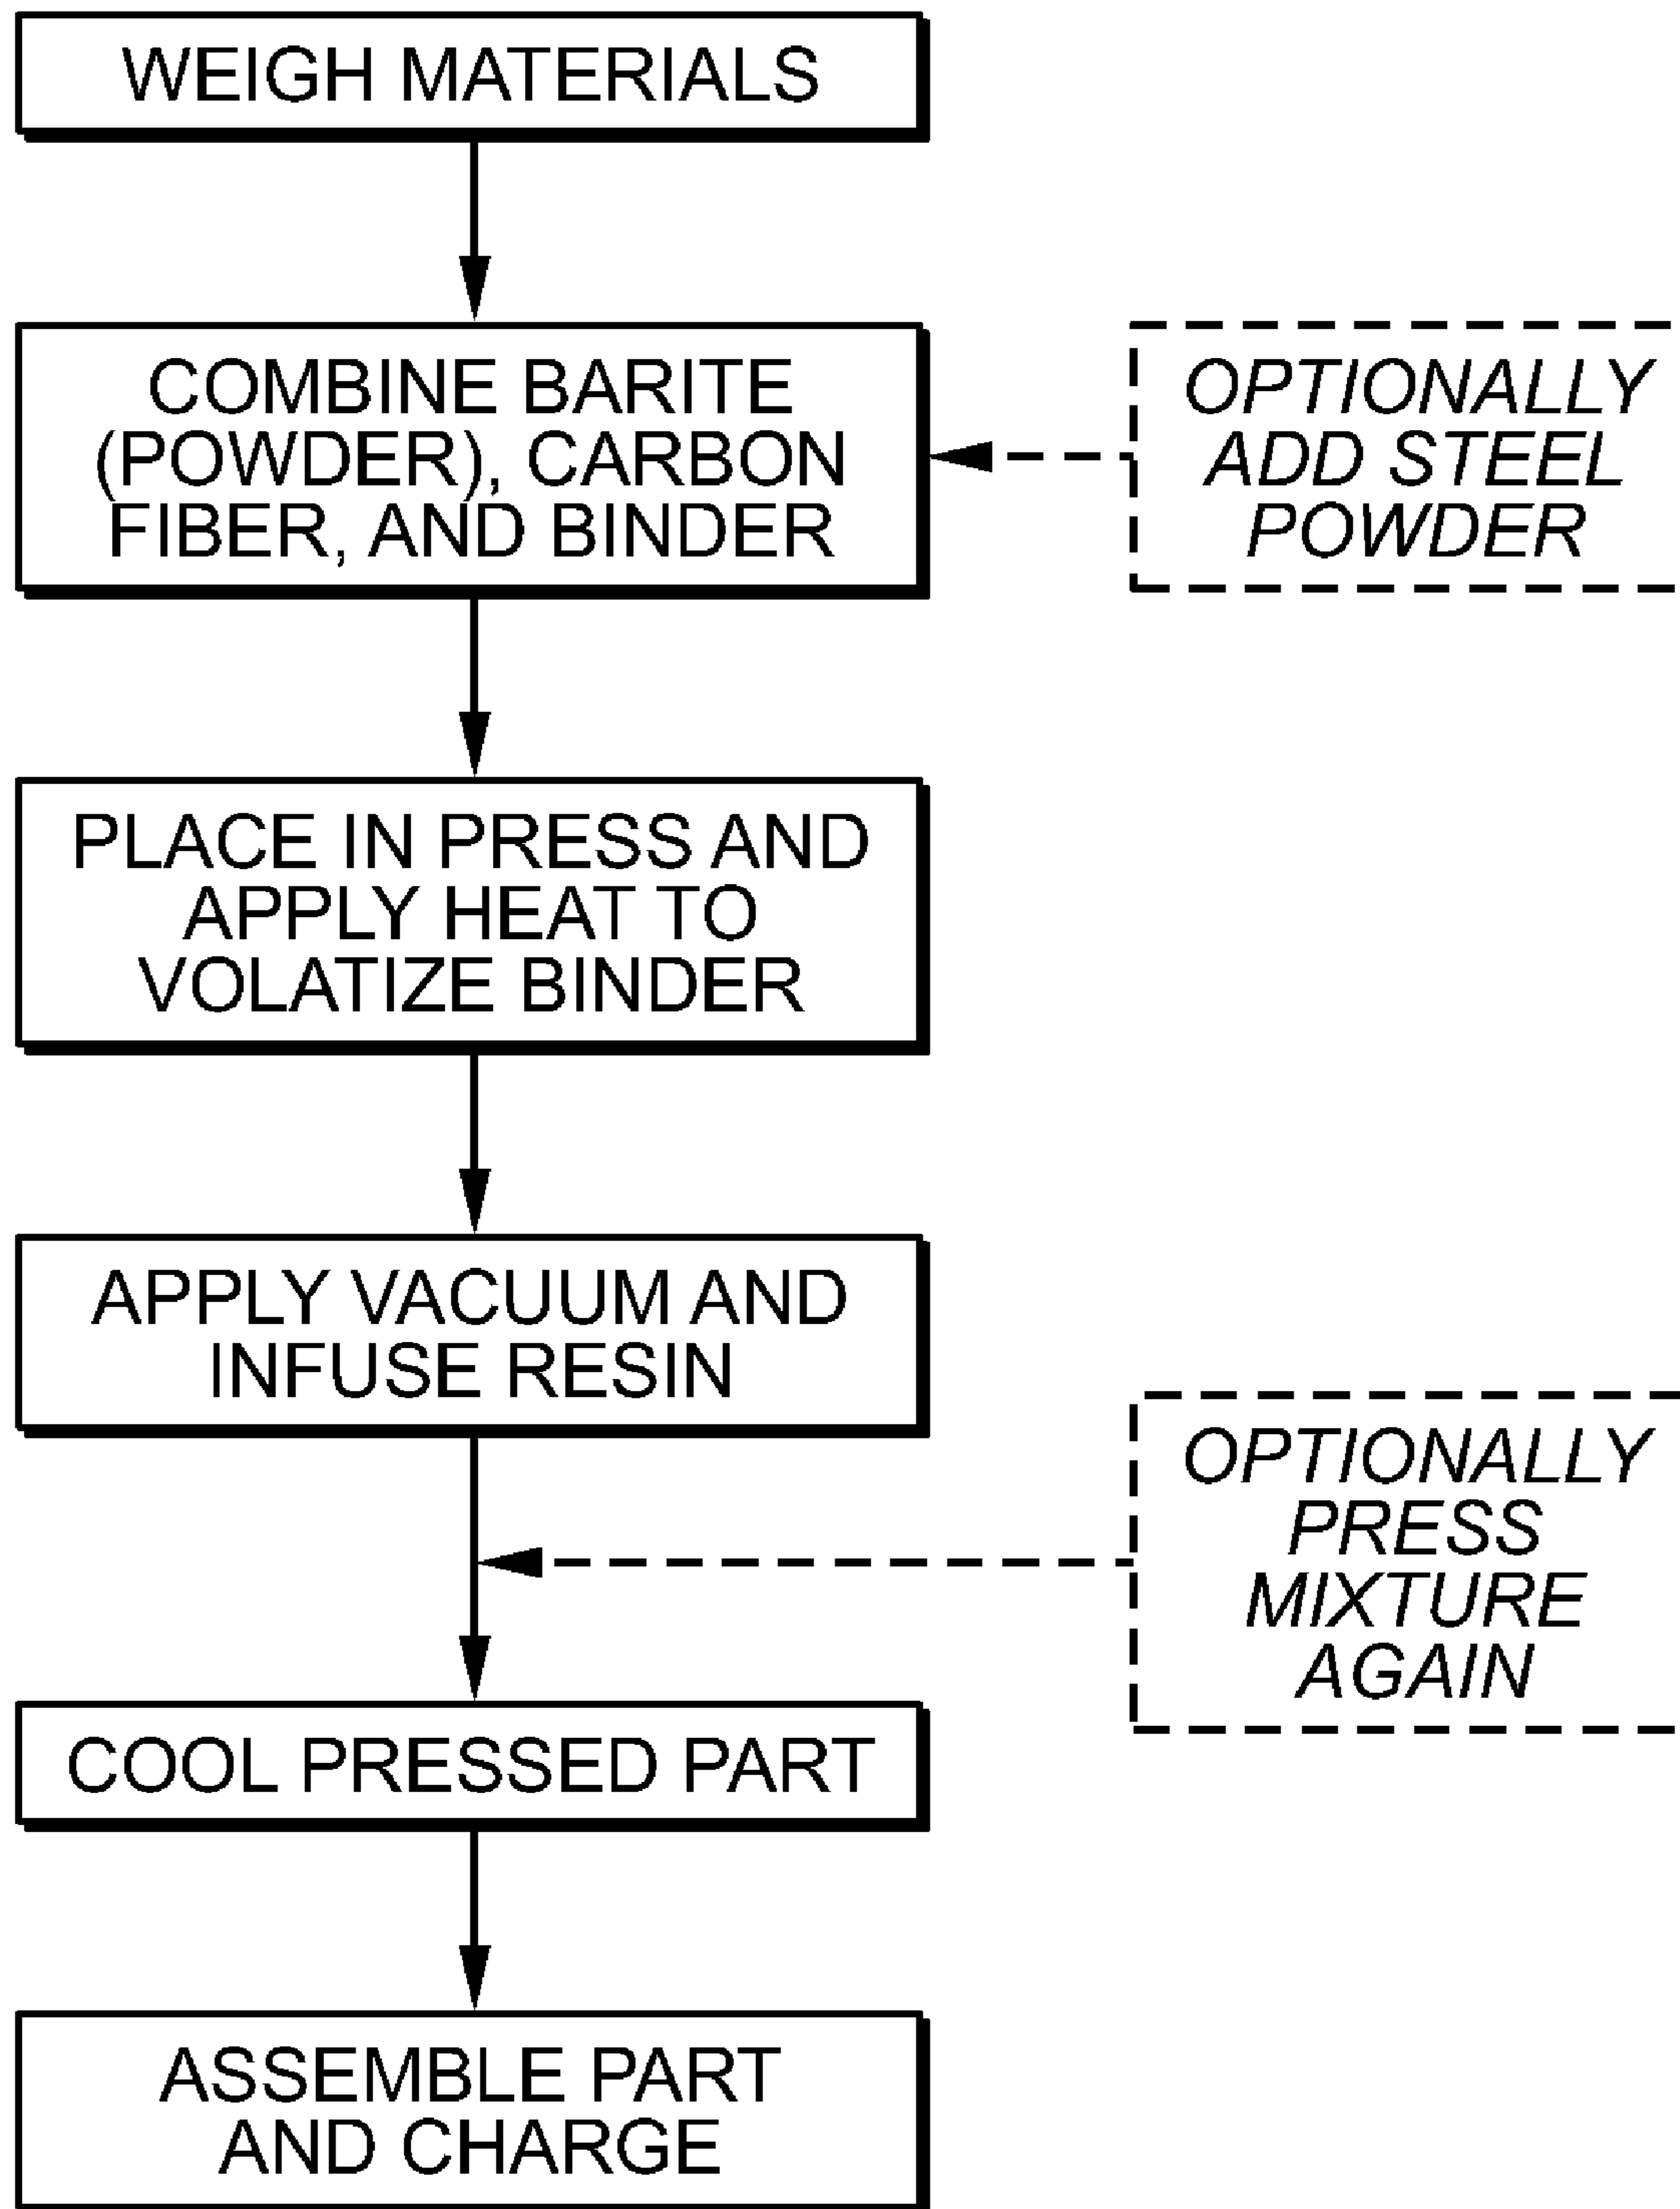 WEIGH MATERIALS
COMBINE BARITE
(POWDER), CARBON
FIBER, AND BINDER
OPTIONALLY
ADD STEEL
POWDER
PLACE IN PRESS AND
APPLY HEAT TO
VOLATIZE BINDER
APPLY VACUUM AND
INFUSE RESIN
OPTIONALLY
PRESS
MIXTURE
AGAIN
COOL PRESSED PART
ASSEMBLE PART
AND CHARGE